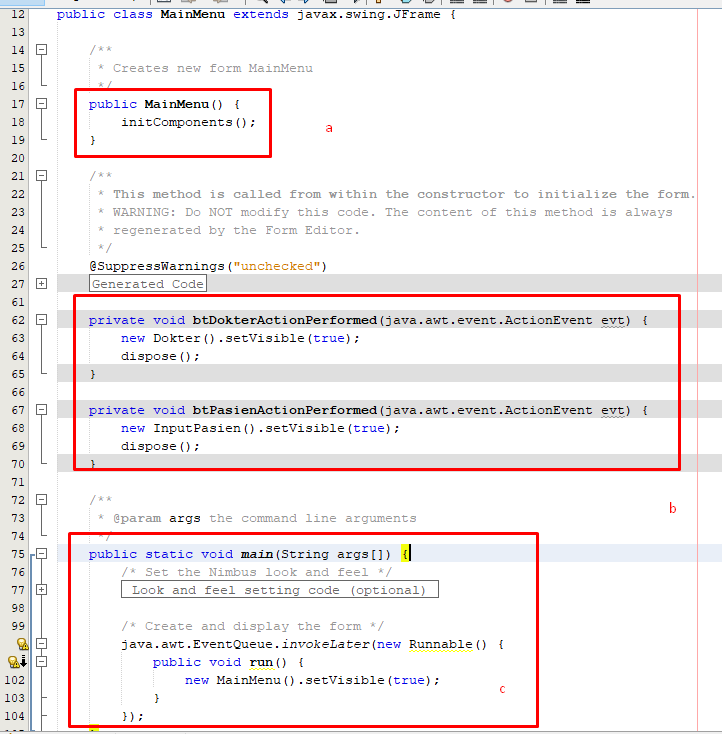 12 public class MainMenu extends javax.swing.JFrame {
13
14 /**
15 * Creates new form MainMenu
16 */
17 public MainMenu() {
18 initComponents();
a
19 }
20
21 /**
22 * This method is called from within the constructor to initialize the form.
23 * WARNING: Do NOT modify this code. The content of this method is always
24 * regenerated by the Form Editor.
25 */
26 @SuppressWarnings("unchecked")
27 Generated Code
61
62 private void btDokterActionPerformed(java.awt.event.ActionEvent evt) {
63 new Dokter().setVisible(true);
64 dispose();
65 }
66
67 private void btPasienActionPerformed(java.awt.event.ActionEvent evt) {
68 new InputPasien().setVisible(true);
69 dispose();
70 }
71
72 /**
b
73 * @param args the command line arguments
74 */
75 public static void main(String args[]) {
76 /* Set the Nimbus look and feel */
77 Look and feel setting code (optional)
98
99 /* Create and display the form */
java.awt.EventQueue.invokeLater(new Runnable() {
public void run() {
102 new MainMenu().setVisible(true);
c
103 }
104 });